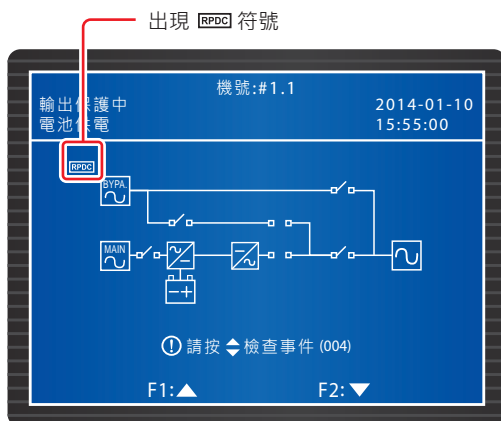 出現 RPDC 符號
機號:#1.1
輸出保護中
電池供電
2014-01-10
15:55:00
RPDC
BYPA.
MAIN
請按檢查事件 (004)
F1:
F2: